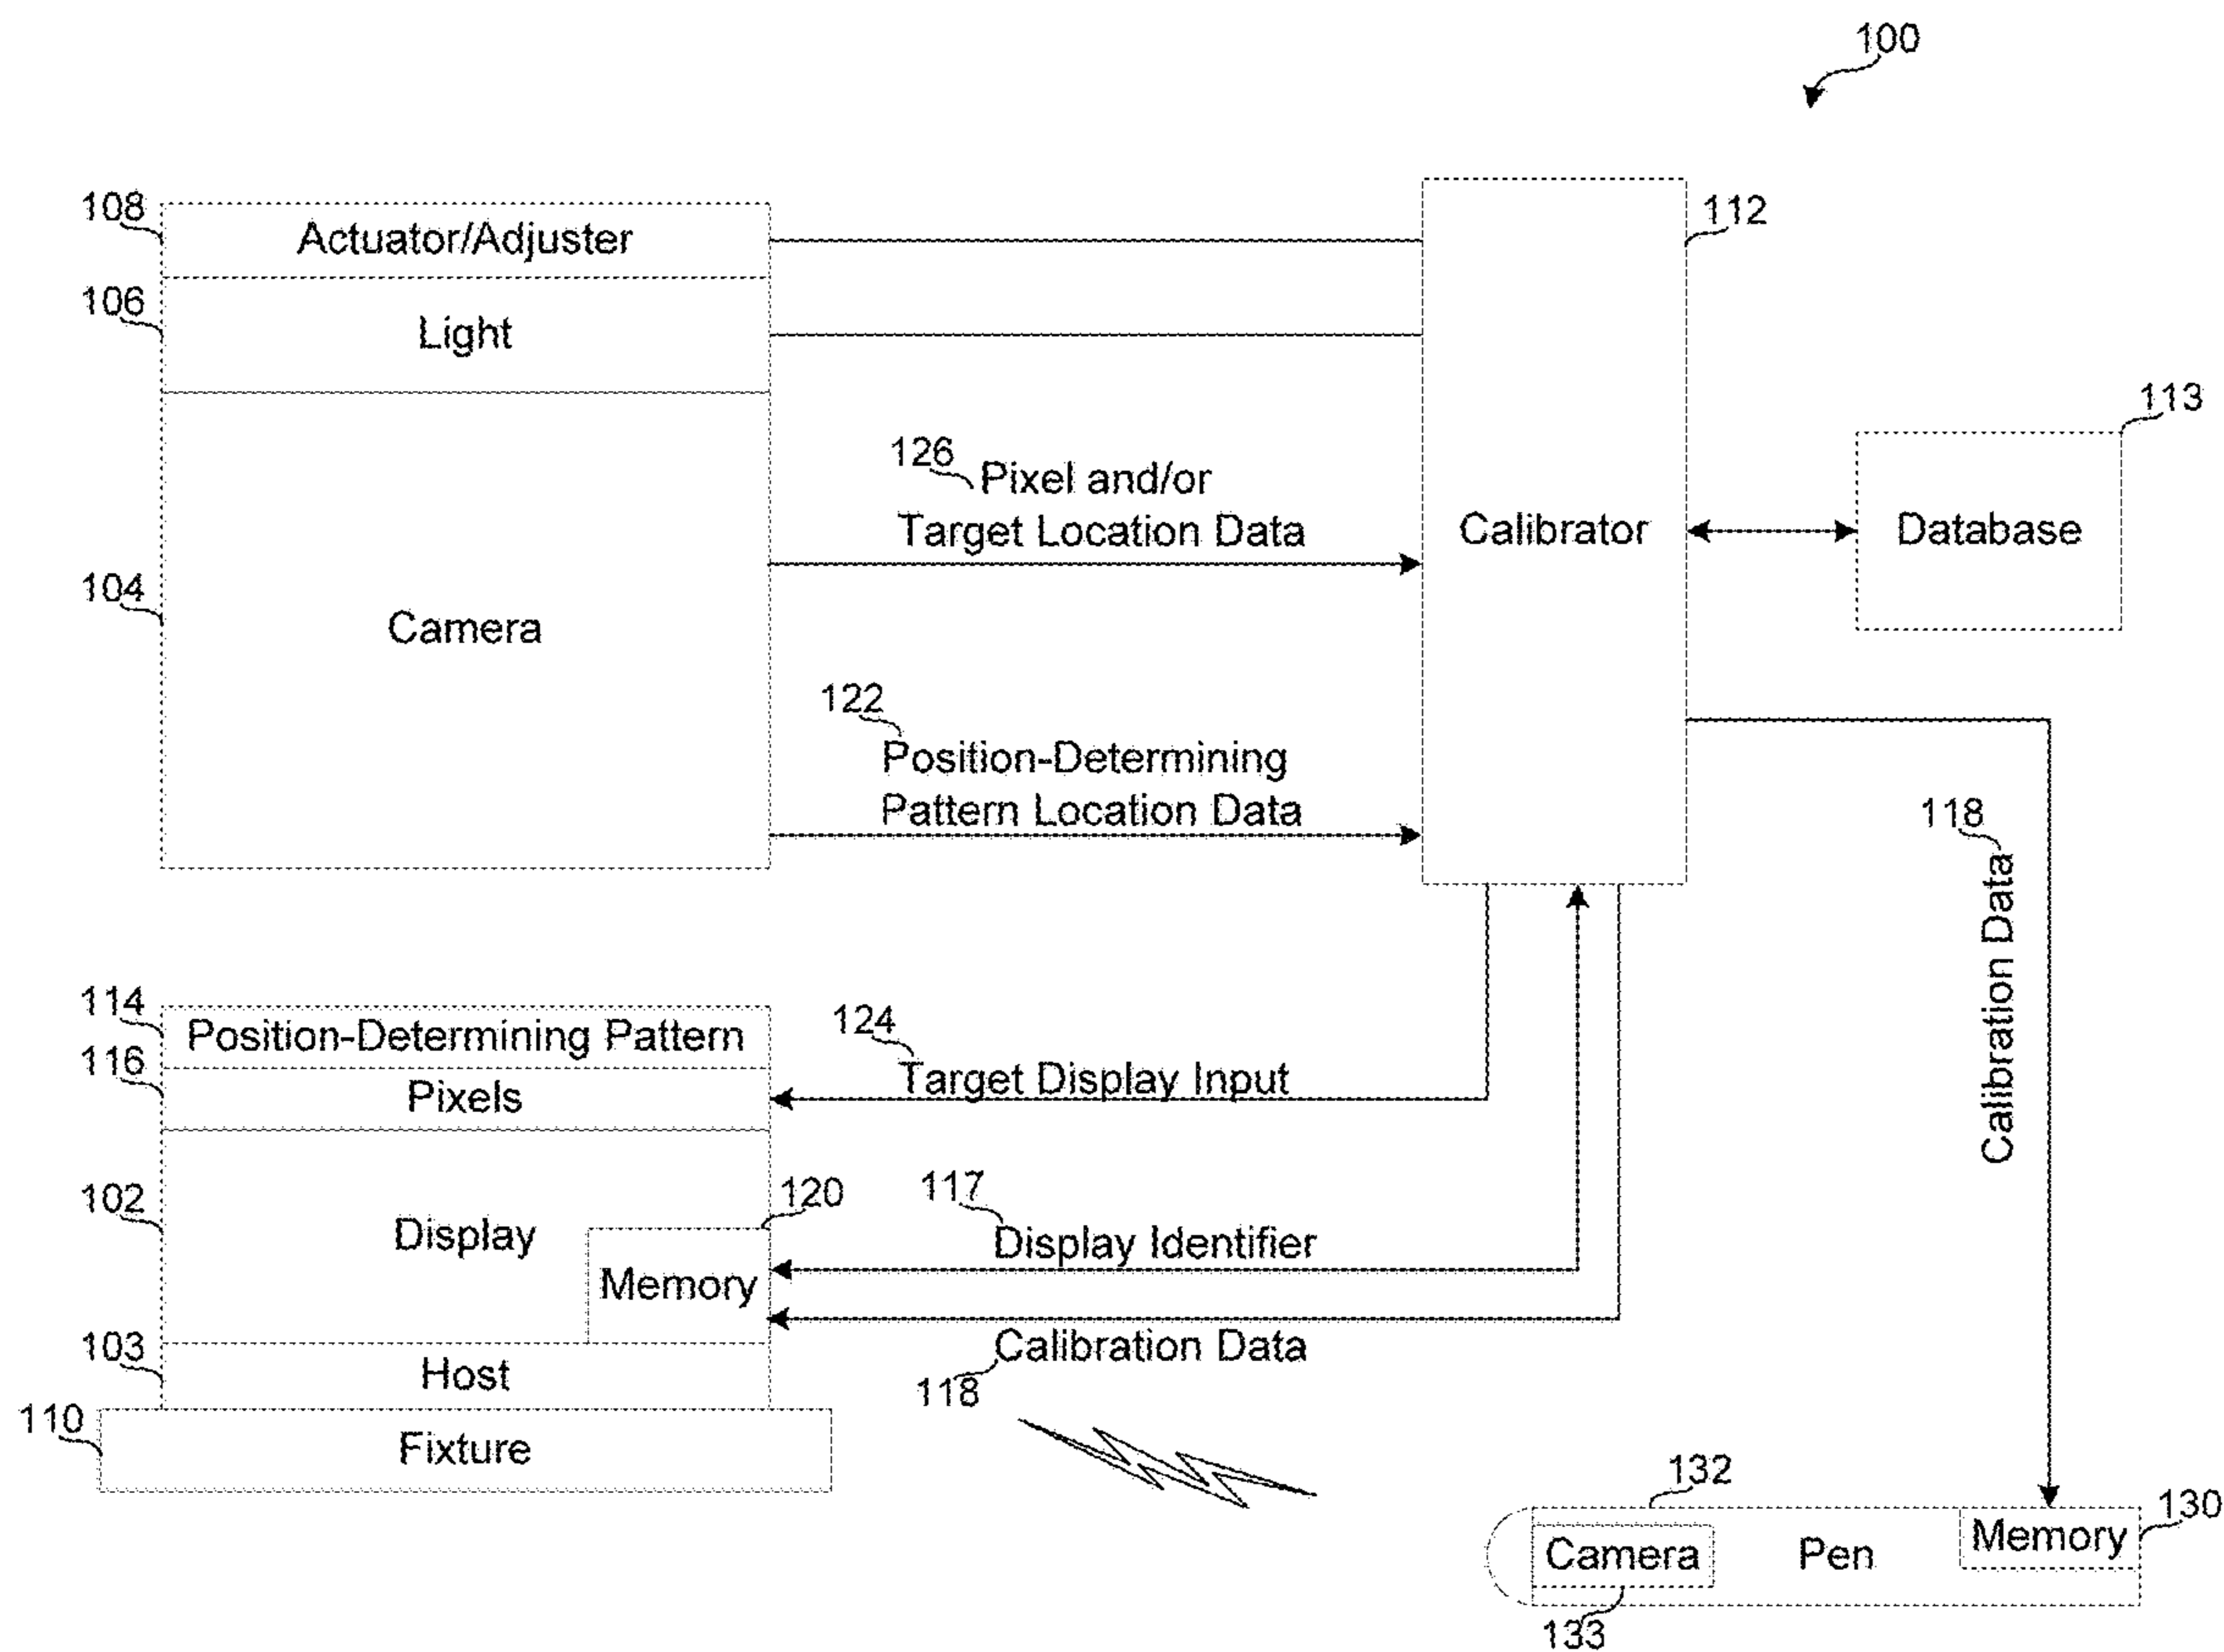 100
108
Actuator/Adjuster
112
106
Light
113
126
Pixel and/or
Target Location Data
Calibrator
Database
104
Camera
122
Position-Determining
Pattern Location Data
118
Calibration Data
114
Position-Determining Pattern
124
Target Display Input
116
Pixels
102
Display
120
Memory
117
Display Identifier
Calibration Data
118
103
Host
110
Fixture
132
130
Camera
Pen
Memory
133